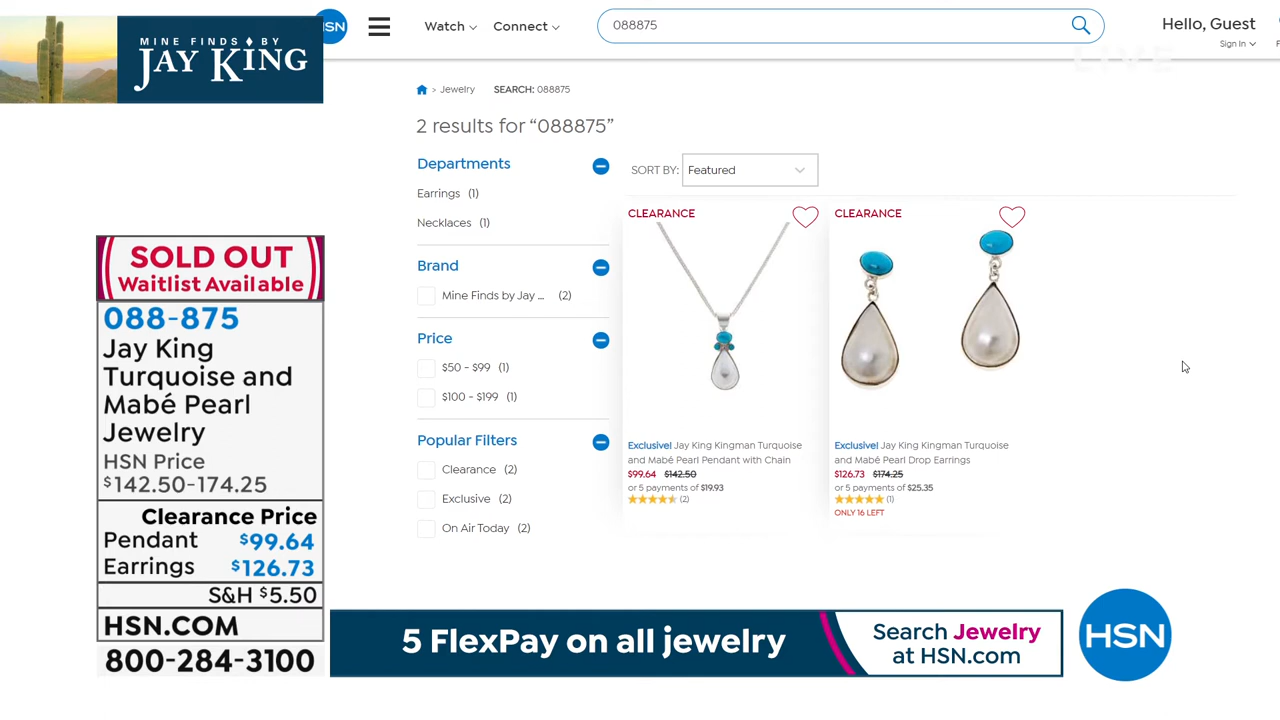 MINE FINDS BY
JAY KING
HSN
Watch
Connect
088875
Hello, Guest
Sign In
LIVE
> Jewelry SEARCH: 088875
2 results for “088875”
Departments
Earrings (1)
Necklaces (1)
Brand
Mine Finds by Jay ... (2)
Price
$50 - $99 (1)
$100 - $199 (1)
Popular Filters
Clearance (2)
Exclusive (2)
On Air Today (2)
SORT BY: Featured
CLEARANCE
Exclusive! Jay King Kingman Turquoise
and Mabé Pearl Pendant with Chain
$99.64 $142.50
or 5 payments of $19.93
(2)
CLEARANCE
Exclusive! Jay King Kingman Turquoise
and Mabé Pearl Drop Earrings
$126.73 $174.25
or 5 payments of $25.35
(1)
ONLY 16 LEFT
SOLD OUT
Waitlist Available
088-875
Jay King
Turquoise and
Mabé Pearl
Jewelry
HSN Price
$142.50-174.25
Clearance Price
Pendant $99.64
Earrings $126.73
S&H $5.50
HSN.COM
800-284-3100
5 FlexPay on all jewelry
Search Jewelry
at HSN.com
HSN